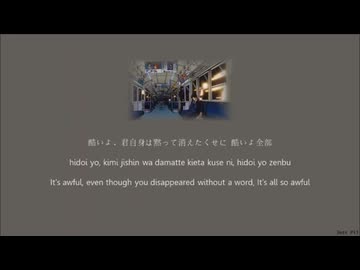 酷いよ、君自身は黙って消えたくせに 酷いよ全部
hidoi yo, kimi jishin wa damatte kieta kuse ni, hidoi yo zenbu
It's awful, even though you disappeared without a word, It's all so awful